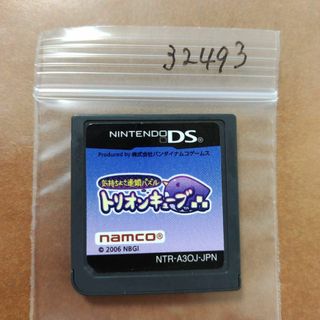 32493
NINTENDO DS
Produced by 株式会社バンダイナムコゲームス
気持ちよさ連鎖パズル
トリオンキューブ
namco®
© 2006 NBGI
NTR-A3OJ-JPN